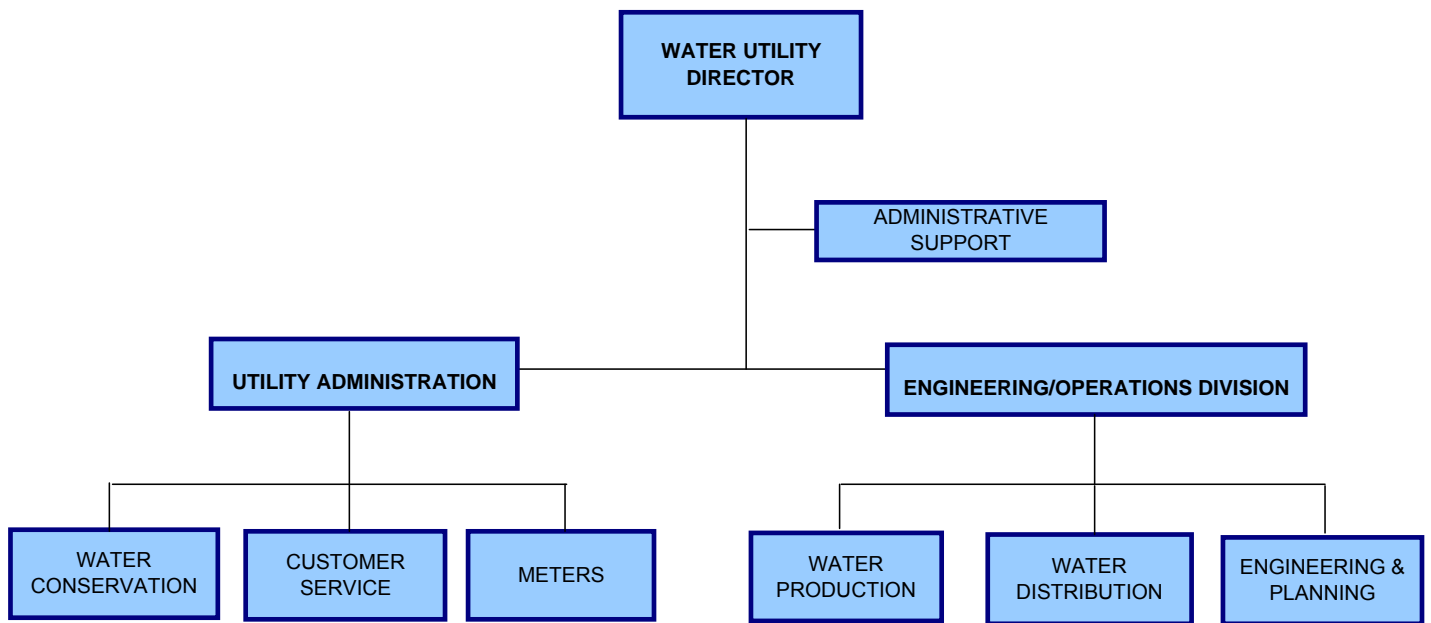 WATER UTILITY
DIRECTOR
ADMINISTRATIVE
SUPPORT
UTILITY ADMINISTRATION
ENGINEERING/OPERATIONS DIVISION
WATER
CONSERVATION
CUSTOMER
SERVICE
METERS
WATER
PRODUCTION
WATER
DISTRIBUTION
ENGINEERING &
PLANNING